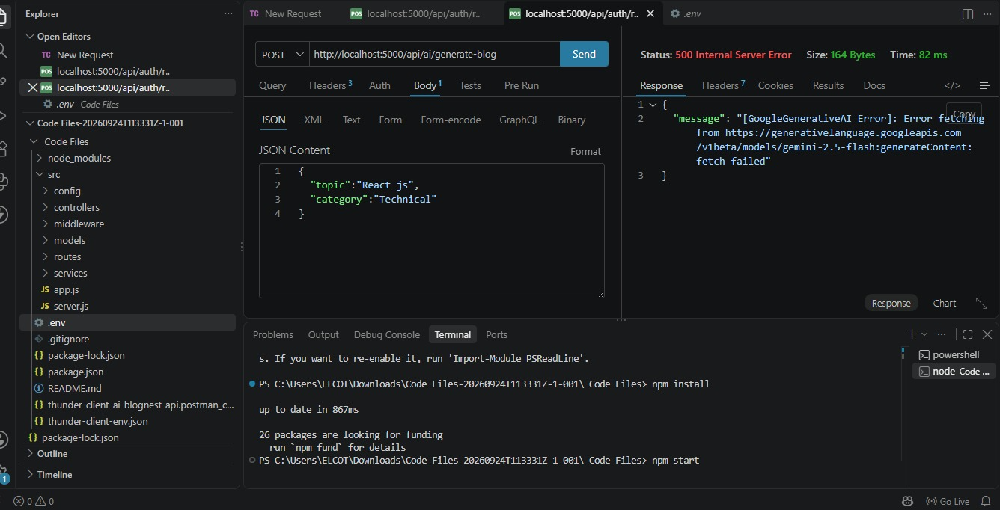 Explorer
···
Open Editors
TC New Request
POS localhost:5000/api/auth/r..
POS localhost:5000/api/auth/r..
.env Code Files
Code Files-20260924T113331Z-1-001
Code Files
node_modules
src
config
controllers
middleware
models
routes
services
JS app.js
JS server.js
.env
.gitignore
{} package-lock.json
{} package.json
README.md
{} thunder-client-ai-blognest-api.postman_c...
{} thunder-client-env.json
{} package-lock.json
Outline
Timeline
1
TC New Request
POS localhost:5000/api/auth/r..
POS localhost:5000/api/auth/r..
.env
···
POST
http://localhost:5000/api/ai/generate-blog
Send
Query Headers 3 Auth Body 1 Tests Pre Run
JSON XML Text Form Form-encode GraphQL Binary
JSON Content Format
1 {
2 "topic":"React js",
3 "category":"Technical"
4 }
Status: 500 Internal Server Error Size: 164 Bytes Time: 82 ms
Response Headers 7 Cookies Results Docs </>
Copy
1 {
2 "message": "[GoogleGenerativeAI Error]: Error fetching
from https://generativelanguage.googleapis.com
/v1beta/models/gemini-2.5-flash:generateContent:
fetch failed"
3 }
Response Chart
Problems Output Debug Console Terminal Ports
···
s. If you want to re-enable it, run 'Import-Module PSReadLine'.
PS C:\Users\ELCOT\Downloads\Code Files-20260924T113331Z-1-001\ Code Files> npm install
up to date in 867ms
26 packages are looking for funding
run `npm fund` for details
PS C:\Users\ELCOT\Downloads\Code Files-20260924T113331Z-1-001\ Code Files> npm start
powershell
node Code ...
0 0
Go Live